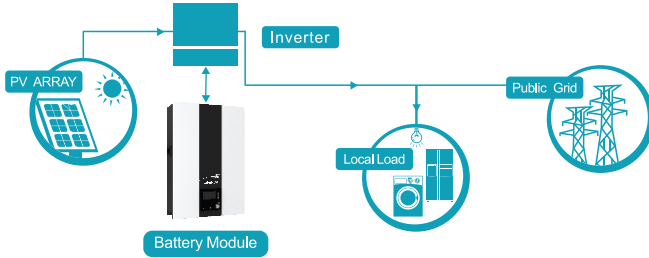 Inverter
PV ARRAY
Public Grid
Local Load
Battery Module